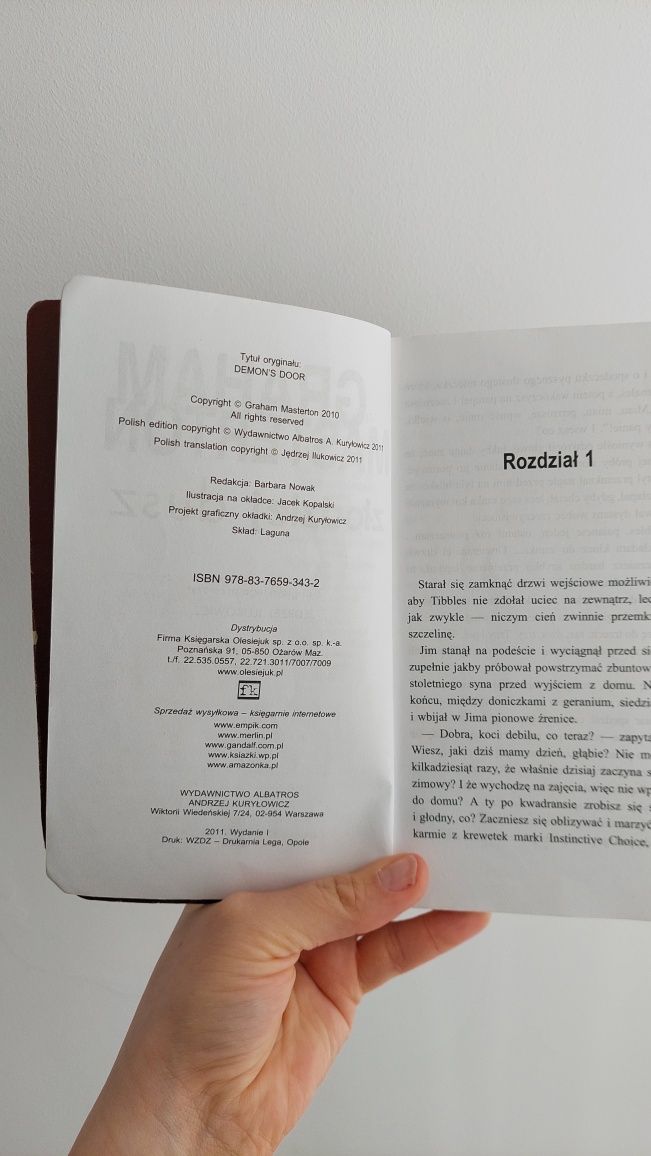 Tytuł oryginału:
DEMON'S DOOR
Copyright © Graham Masterton 2010
All rights reserved
Polish edition copyright © Wydawnictwo Albatros A. Kuryłowicz 2011
Polish translation copyright © Jędrzej Ilukowicz 2011
Redakcja: Barbara Nowak
Ilustracja na okładce: Jacek Kopalski
Projekt graficzny okładki: Andrzej Kuryłowicz
Skład: Laguna
ISBN 978-83-7659-343-2
Dystrybucja
Firma Księgarska Olesiejuk sp. z o.o. sp. k.-a.
Poznańska 91, 05-850 Ożarów Maz.
t./f. 22.535.0557, 22.721.3011/7007/7009
www.olesiejuk.pl
fk
Sprzedaż wysyłkowa – księgarnie internetowe
www.empik.com
www.merlin.pl
www.gandalf.com.pl
www.ksiazki.wp.pl
www.amazonka.pl
WYDAWNICTWO ALBATROS
ANDRZEJ KURYŁOWICZ
Wiktorii Wiedeńskiej 7/24, 02-954 Warszawa
2011. Wydanie I
Druk: WZDZ – Drukarnia Lega, Opole
Rozdział 1
Starał się zamknąć drzwi wejściowe możliwi
aby Tibbles nie zdołał uciec na zewnątrz, lec
jak zwykle — niczym cień zwinnie przemk
szczelinę.
Jim stanął na podeście i wyciągnął przed si
zupełnie jakby próbował powstrzymać zbuntow
stoletniego syna przed wyjściem z domu. N
końcu, między doniczkami z geranium, siedzi
i wbijał w Jima pionowe źrenice.
— Dobra, koci debilu, co teraz? — zapyta
Wiesz, jaki dziś mamy dzień, głąbie? Nie m
kilkadziesiąt razy, że właśnie dzisiaj zaczyna s
zimowy? I że wychodzę na zajęcia, więc nie wp
do domu? A ty po kwadransie zrobisz się
i głodny, co? Zaczniesz się oblizywać i marzyć
karmie z krewetek marki Instinctive Choice,